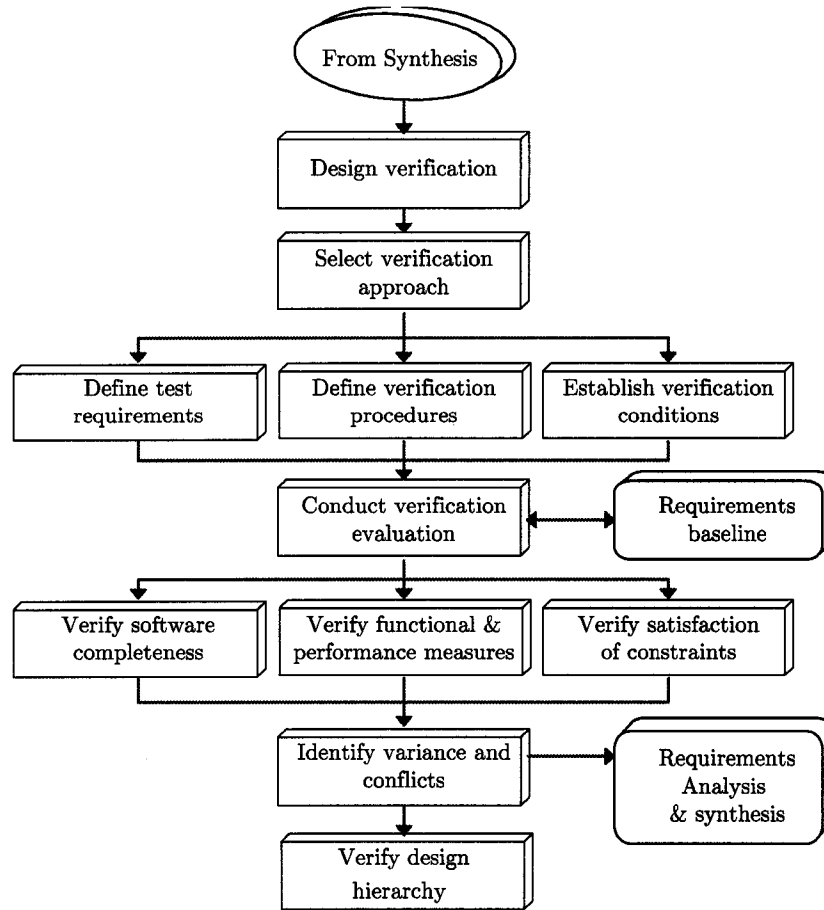 From Synthesis
Design verification
Select verification
approach
Define test
requirements
Define verification
procedures
Establish verification
conditions
Conduct verification
evaluation
Requirements
baseline
Verify software
completeness
Verify functional &
performance measures
Verify satisfaction
of constraints
Identify variance and
conflicts
Requirements
Analysis
& synthesis
Verify design
hierarchy